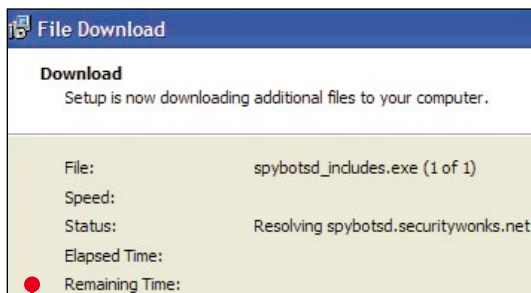 File Download
Download
Setup is now downloading additional files to your computer.
File: spybotsd_includes.exe (1 of 1)
Speed:
Status: Resolving spybotsd.securitywonks.net
Elapsed Time:
Remaining Time: